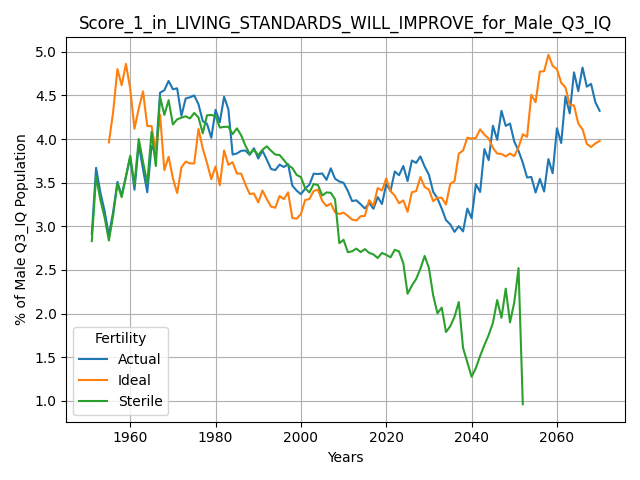 Score_1_in_LIVING_STANDARDS_WILL_IMPROVE_for_Male_Q3_IQ
% of Male Q3_IQ Population
5.0
4.5
4.0
3.5
3.0
2.5
2.0
1.5
1.0
Fertility
Actual
Ideal
Sterile
1960 1980 2000 2020 2040 2060
Years